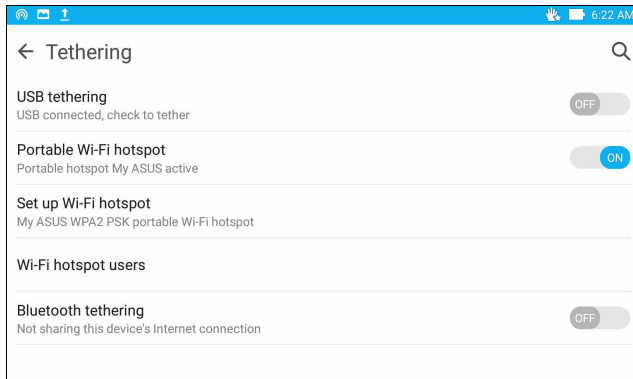 6:22 AM
Tethering
USB tethering
OFF
USB connected, check to tether
Portable Wi-Fi hotspot
ON
Portable hotspot My ASUS active
Set up Wi-Fi hotspot
My ASUS WPA2 PSK portable Wi-Fi hotspot
Wi-Fi hotspot users
Bluetooth tethering
OFF
Not sharing this device's Internet connection